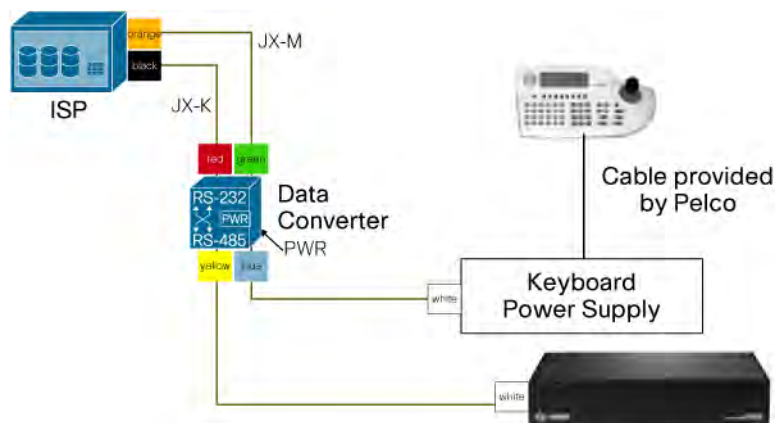 orange
JX-M
black
ISP
JX-K
red
green
RS-232
PWR
RS-485
Data
Converter
PWR
yellow
blue
Cable provided
by Pelco
white
Keyboard
Power Supply
white